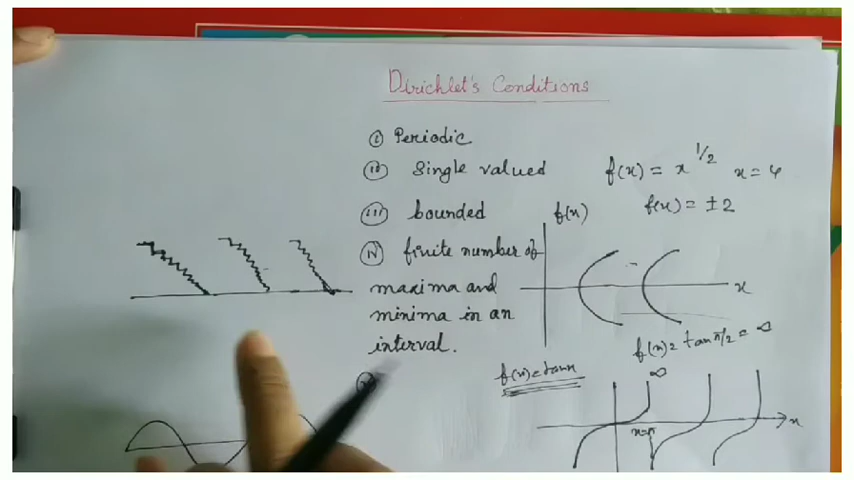 Dirichlet's Conditions
(i) Periodic
(ii) Single valued
f(x) = x^1/2 x = 4
f(x) = ±2
(iii) bounded
f(x)
(iv) finite number of
maxima and
minima in an
interval.
x
f(x) = tan π/2 = ∞
f(x) = tanx
∞
x=π
x